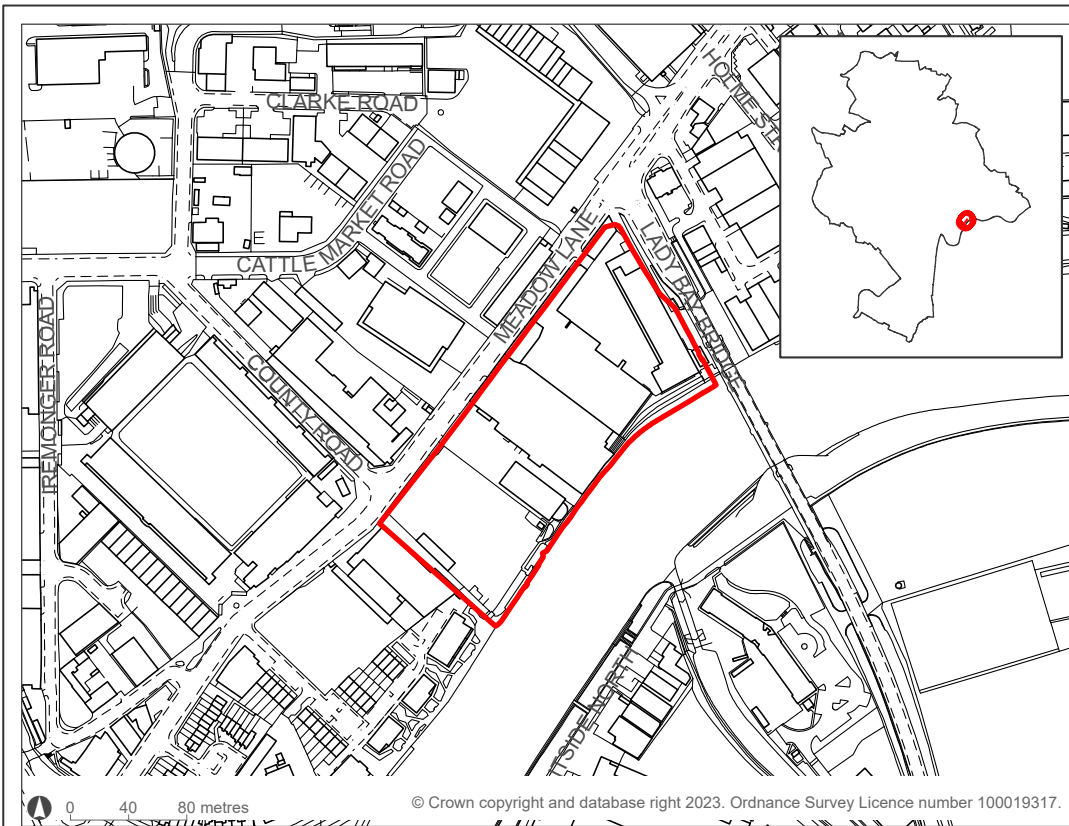 CLARKE ROAD
HOLME ST
CATTLE MARKET ROAD
MEADOW LANE
LADY BAY BRIDGE
IREMONGER ROAD
COUNTY ROAD
TSIDE NORTH
0 40 80 metres
© Crown copyright and database right 2023. Ordnance Survey Licence number 100019317.